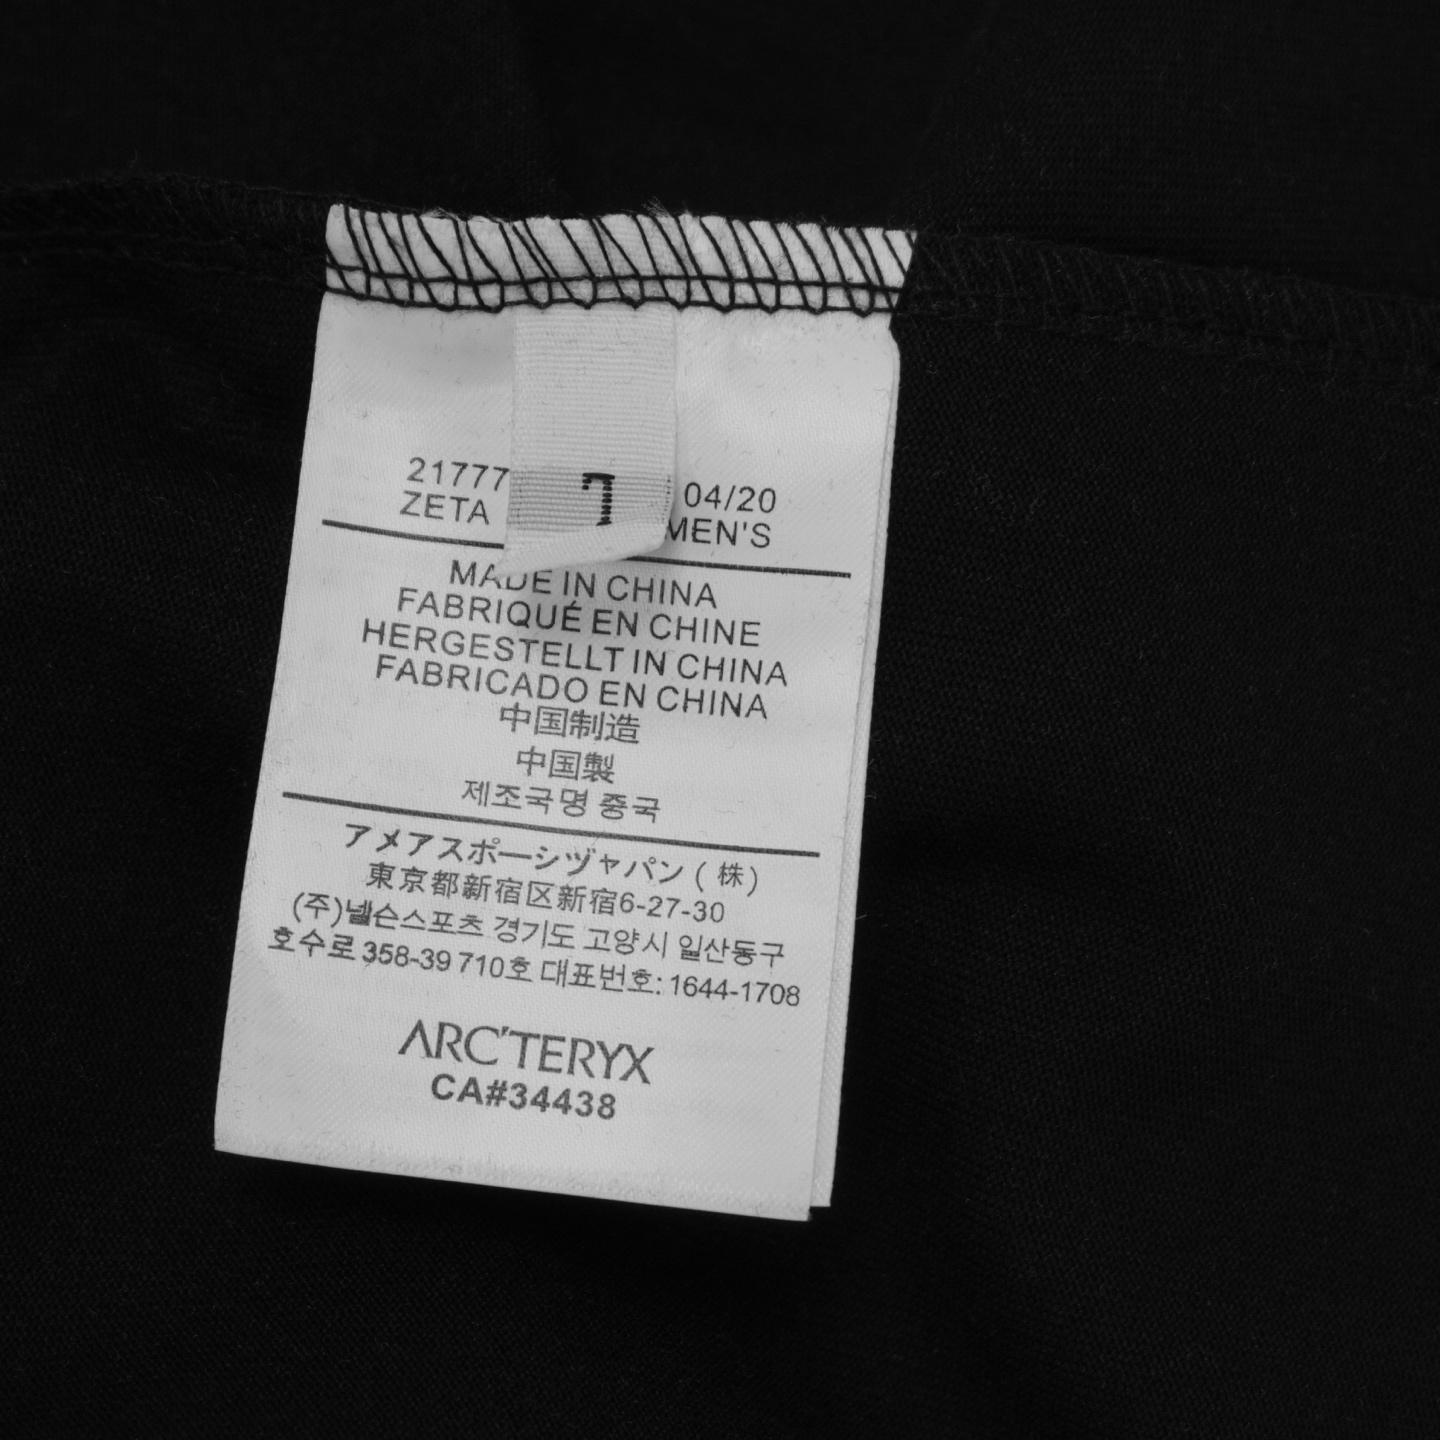 21777 04/20
ZETA MEN'S
L
MADE IN CHINA
FABRIQUÉ EN CHINE
HERGESTELLT IN CHINA
FABRICADO EN CHINA
中国制造
中国製
제조국명 중국
アメアスポーシヅャパン ( 株)
東京都新宿区新宿6-27-30
(주)넬슨스포츠 경기도 고양시 일산동구
호수로 358-39 710호 대표번호: 1644-1708
ARC'TERYX
CA#34438